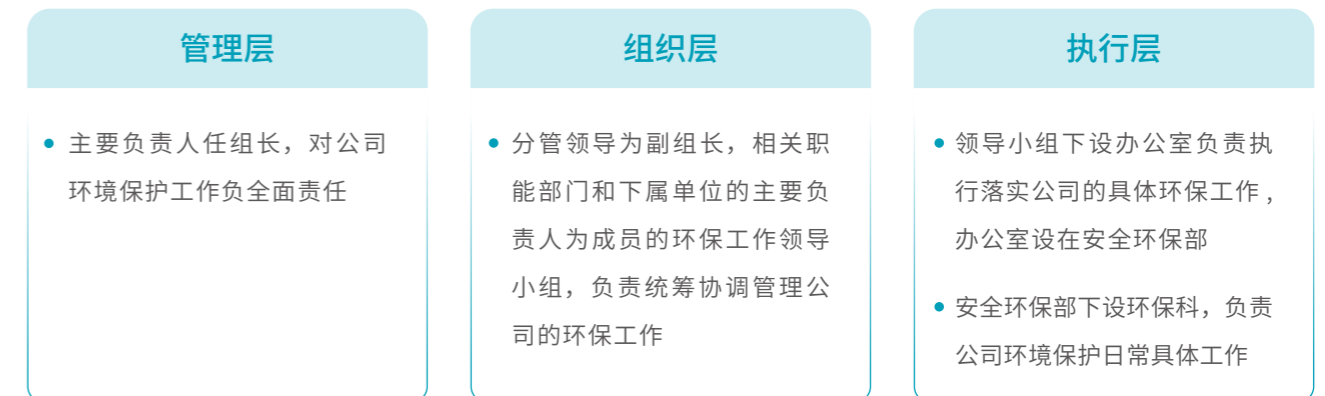 管理层
主要负责人任组长，对公司
环境保护工作负全面责任
组织层
分管领导为副组长，相关职
能部门和下属单位的主要负
责人为成员的环保工作领导
小组，负责统筹协调管理公
司的环保工作
执行层
领导小组下设办公室负责执
行落实公司的具体环保工作 ,
办公室设在安全环保部
安全环保部下设环保科，负责
公司环境保护日常具体工作